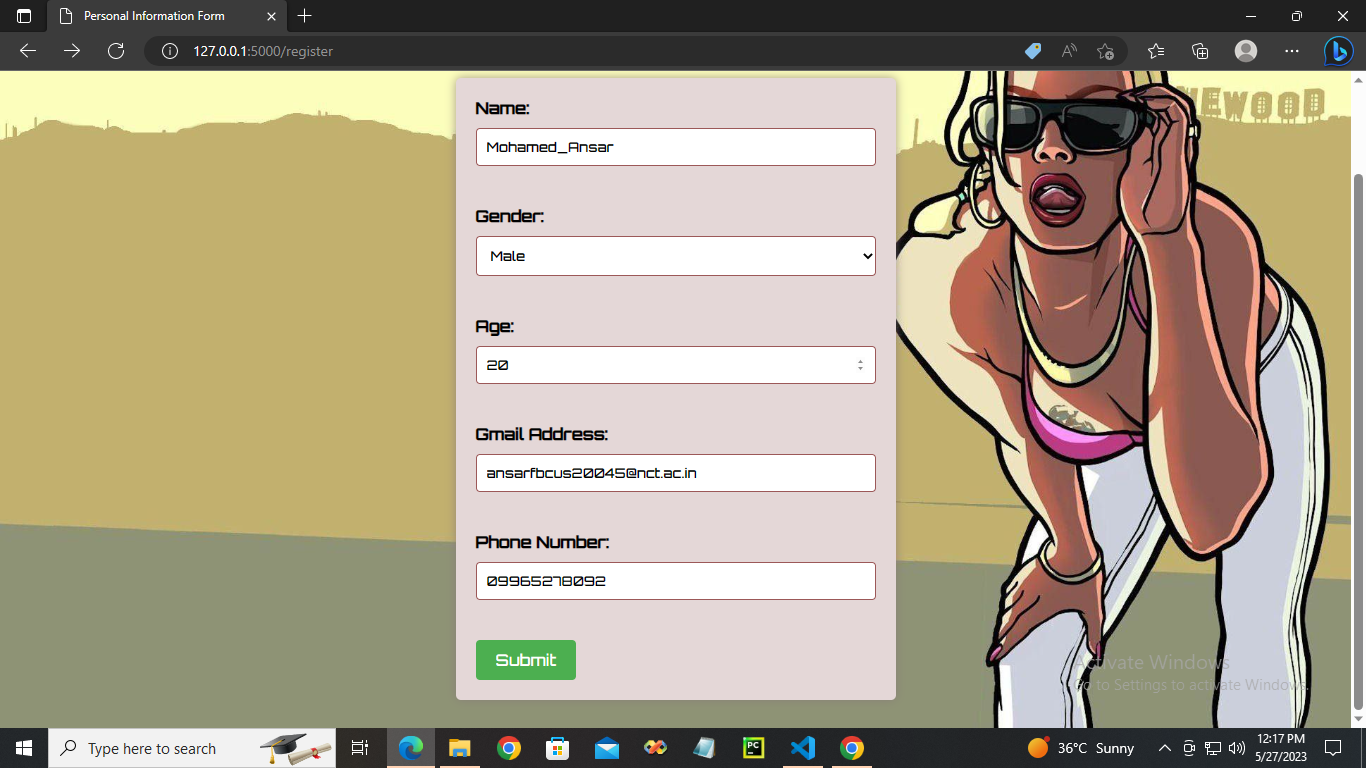 Personal Information Form
127.0.0.1:5000/register
NEWOOD
Name:
Mohamed_Ansar
Gender:
Male
Age:
20
Gmail Address:
ansarfbcus20045@nct.ac.in
Phone Number:
09965278092
Submit
Activate Windows
Go to Settings to activate Windows.
Type here to search
PC
36°C Sunny
12:17 PM
5/27/2023